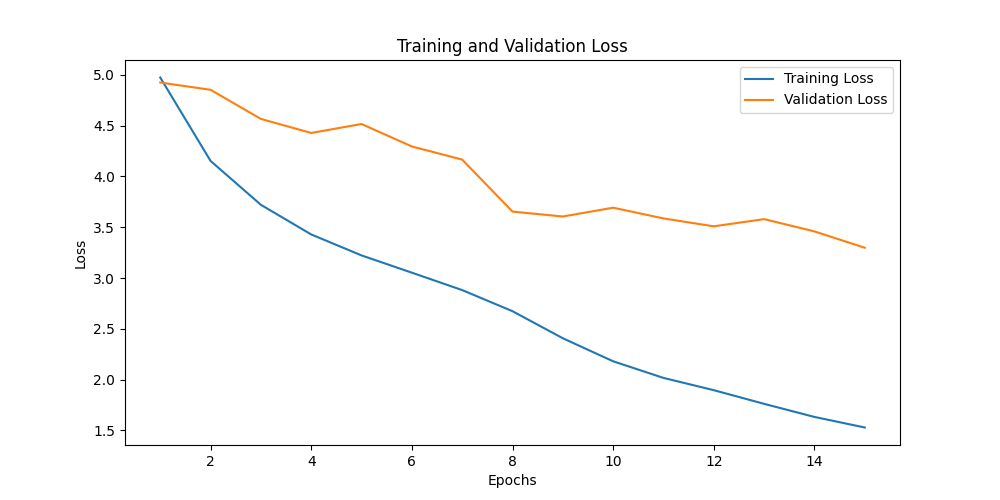 Training and Validation Loss
Training Loss
Validation Loss
5.0
4.5
4.0
3.5
3.0
2.5
2.0
1.5
Loss
2 4 6 8 10 12 14
Epochs